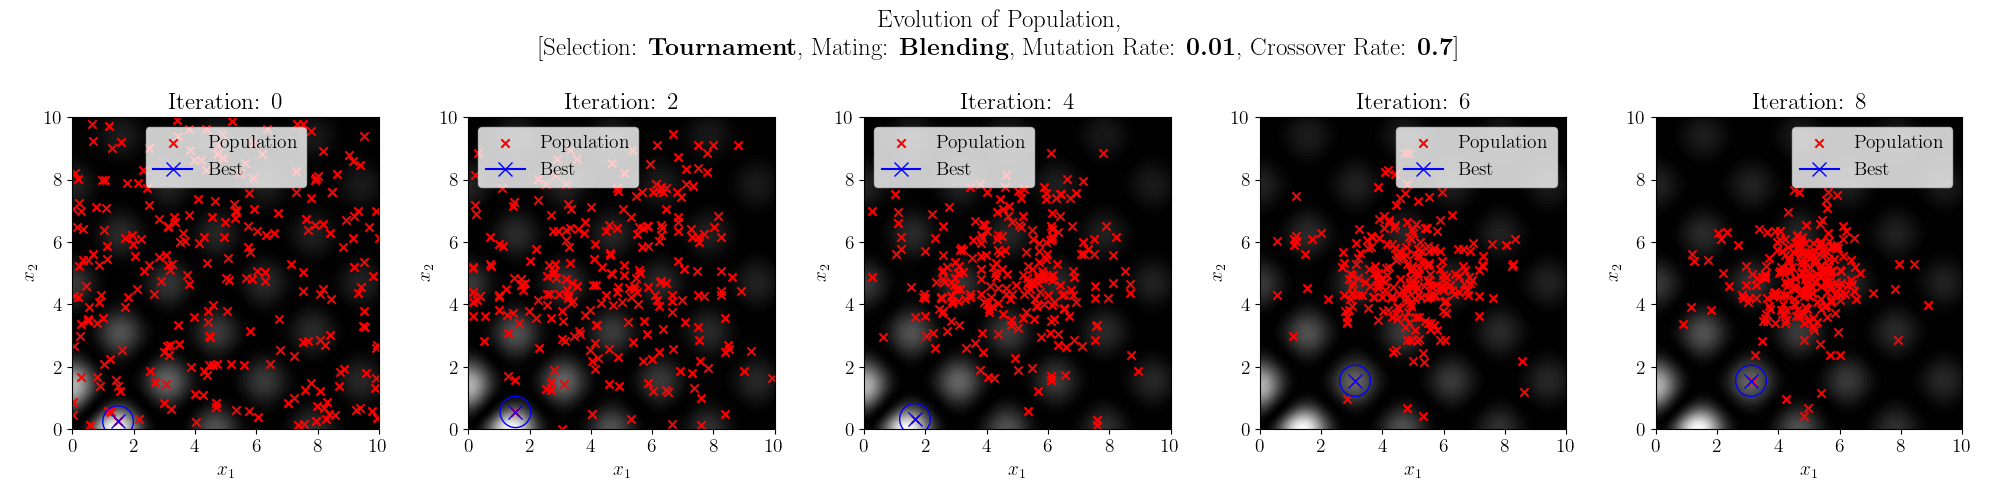 Evolution of Population,
[Selection: Tournament, Mating: Blending, Mutation Rate: 0.01, Crossover Rate: 0.7]
Iteration: 0
10
8
6
4
2
0
x2
Population
Best
0 2 4 6 8 10
x1
Iteration: 2
10
8
6
4
2
0
x2
Population
Best
0 2 4 6 8 10
x1
Iteration: 4
10
8
6
4
2
0
x2
Population
Best
0 2 4 6 8 10
x1
Iteration: 6
10
8
6
4
2
0
x2
Population
Best
0 2 4 6 8 10
x1
Iteration: 8
10
8
6
4
2
0
x2
Population
Best
0 2 4 6 8 10
x1